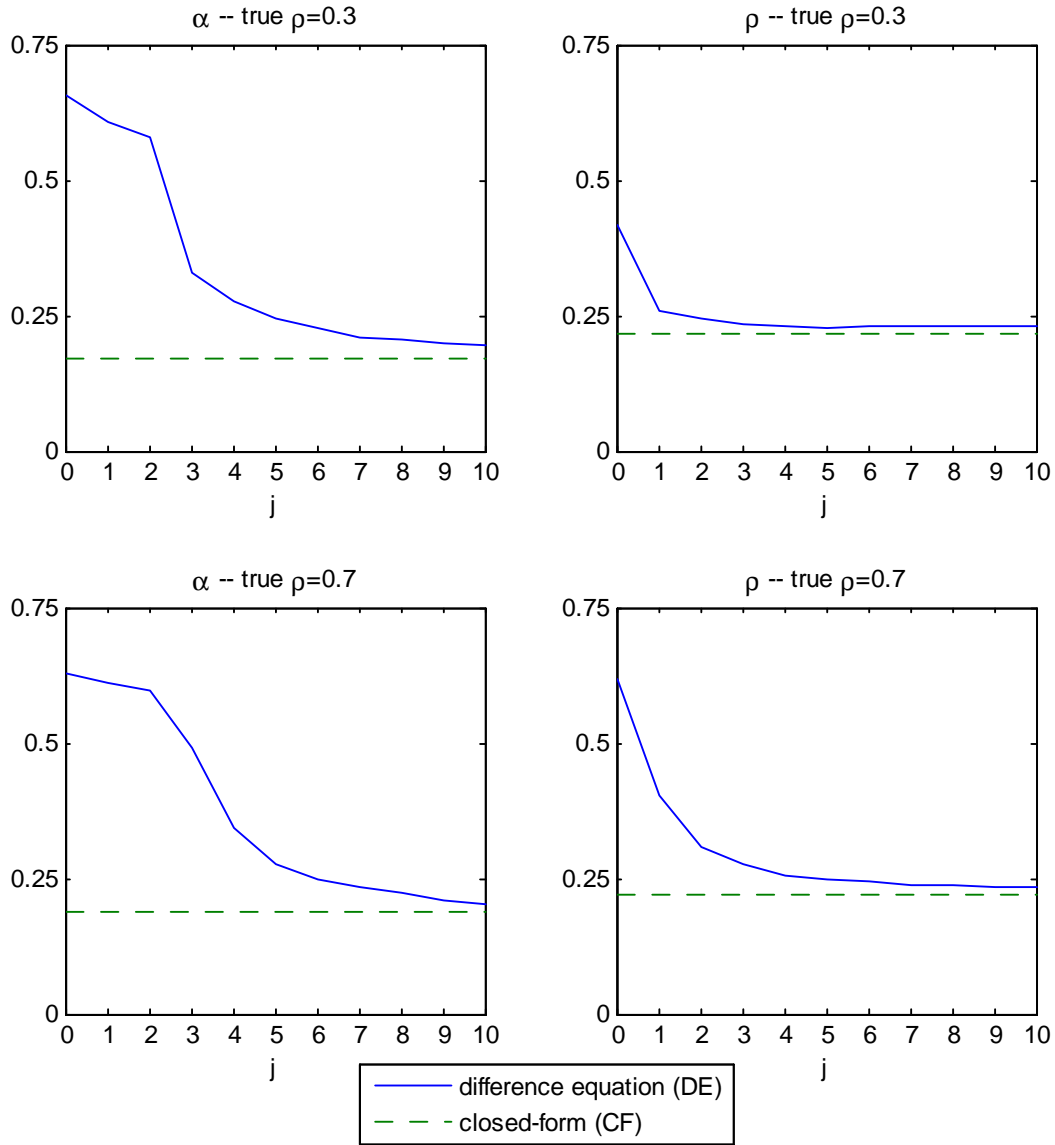 α -- true ρ=0.3
0.75
0.5
0.25
0
0 1 2 3 4 5 6 7 8 9 10
j
ρ -- true ρ=0.3
0.75
0.5
0.25
0
0 1 2 3 4 5 6 7 8 9 10
j
α -- true ρ=0.7
0.75
0.5
0.25
0
0 1 2 3 4 5 6 7 8 9 10
j
ρ -- true ρ=0.7
0.75
0.5
0.25
0
0 1 2 3 4 5 6 7 8 9 10
j
difference equation (DE)
closed-form (CF)